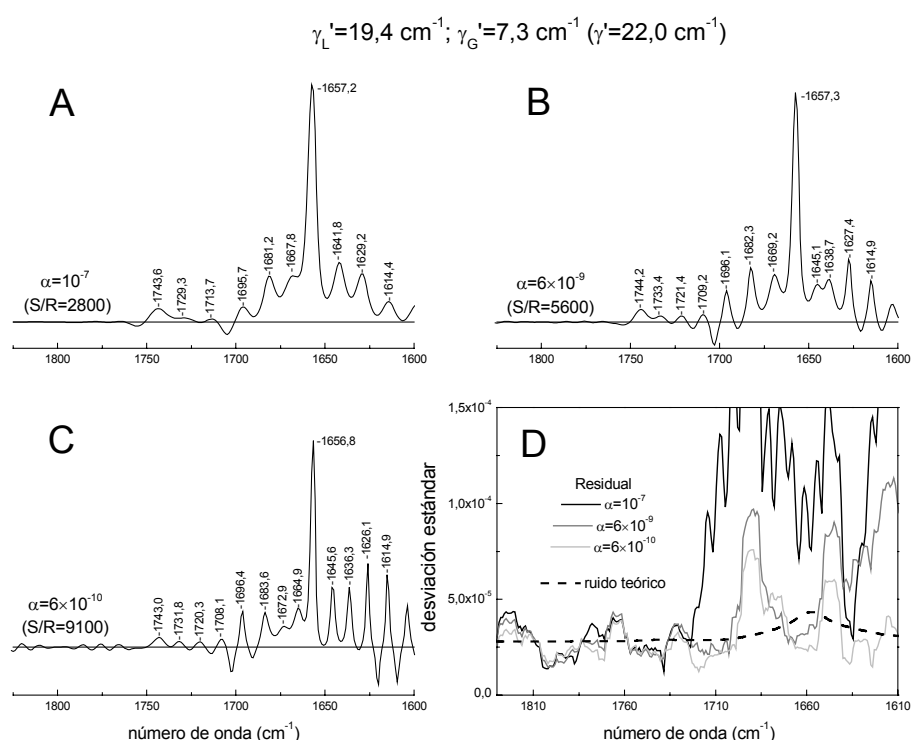 γL'=19,4 cm-1; γG'=7,3 cm-1 (γ'=22,0 cm-1)
A
-1657,2
-1743,6
-1729,3
-1713,7
-1695,7
-1681,2
-1667,8
-1641,8
-1629,2
-1614,4
α=10-7
(S/R=2800)
1800 1750 1700 1650 1600
B
-1657,3
-1744,2
-1733,4
-1721,4
-1709,2
-1696,1
-1682,3
-1669,2
-1645,1
-1638,7
-1627,4
-1614,9
α=6×10-9
(S/R=5600)
1800 1750 1700 1650 1600
C
-1656,8
-1743,0
-1731,8
-1720,3
-1708,1
-1696,4
-1683,6
-1672,9
-1664,9
-1645,6
-1636,3
-1626,1
-1614,9
α=6×10-10
(S/R=9100)
1800 1750 1700 1650 1600
número de onda (cm-1)
D
desviación estándar
1,5x10-4
1,0x10-4
5,0x10-5
0,0
Residual
α=10-7
α=6×10-9
α=6×10-10
ruido teórico
1810 1760 1710 1660 1610
número de onda (cm-1)